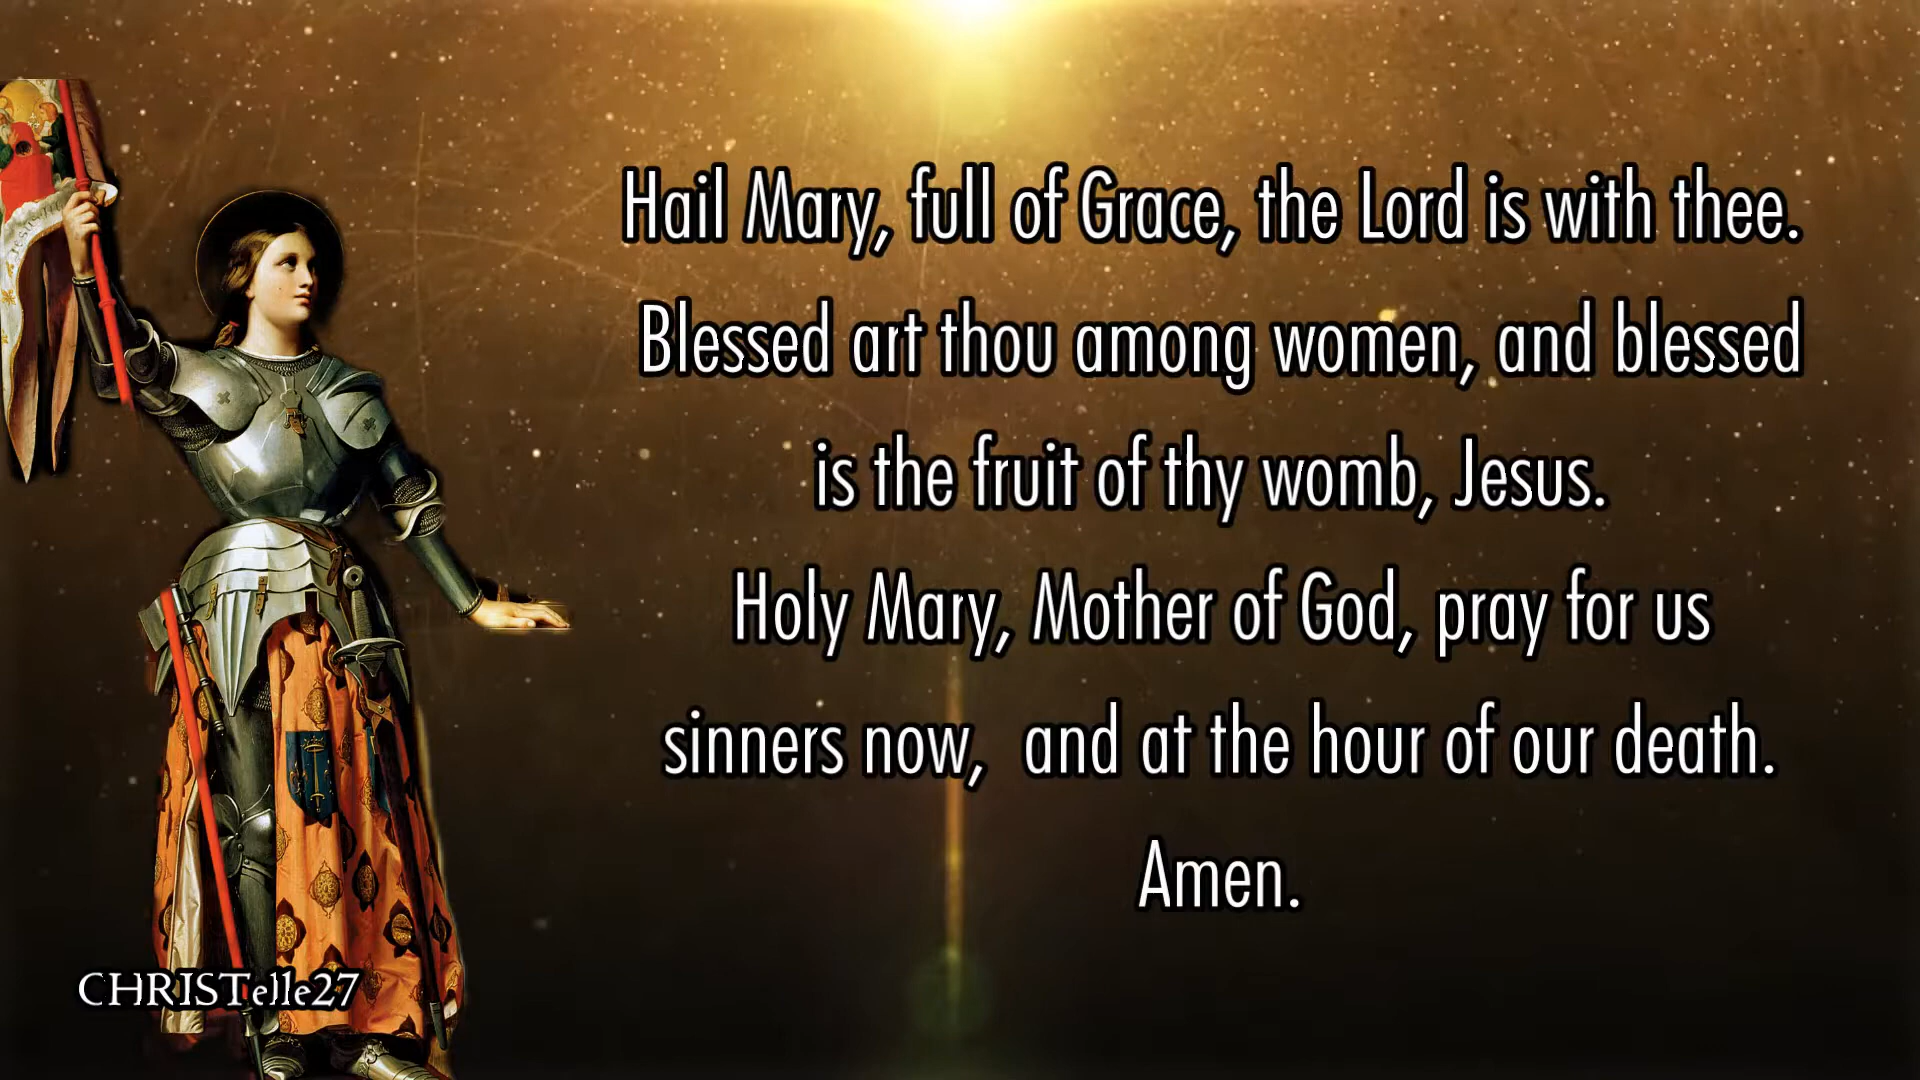 Hail Mary, full of Grace, the Lord is with thee.
Blessed art thou among women, and blessed
is the fruit of thy womb, Jesus.
Holy Mary, Mother of God, pray for us
sinners now,  and at the hour of our death.
Amen.
CHRISTelle27